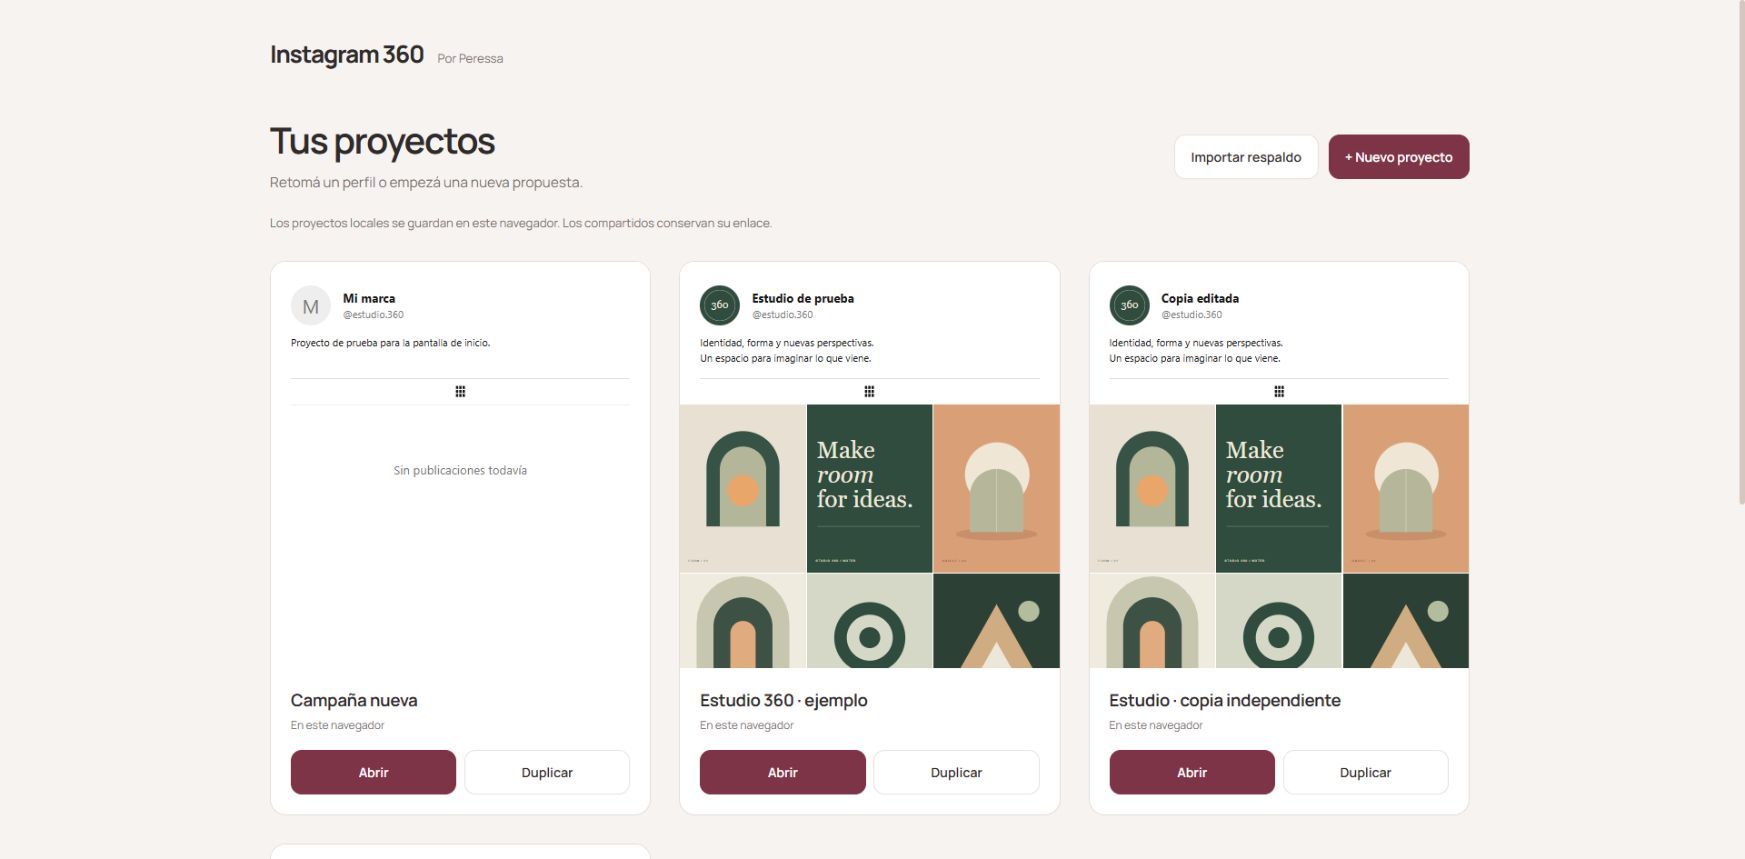 Instagram 360 Por Peressa
Tus proyectos
Retomá un perfil o empezá una nueva propuesta.
Importar respaldo
+ Nuevo proyecto
Los proyectos locales se guardan en este navegador. Los compartidos conservan su enlace.
M
Mi marca
@estudio.360
Proyecto de prueba para la pantalla de inicio.
Sin publicaciones todavía
Campaña nueva
En este navegador
Abrir
Duplicar
360
Estudio de prueba
@estudio.360
Identidad, forma y nuevas perspectivas.
Un espacio para imaginar lo que viene.
Make
room
for ideas.
Estudio 360 · ejemplo
En este navegador
Abrir
Duplicar
360
Copia editada
@estudio.360
Identidad, forma y nuevas perspectivas.
Un espacio para imaginar lo que viene.
Make
room
for ideas.
Estudio · copia independiente
En este navegador
Abrir
Duplicar